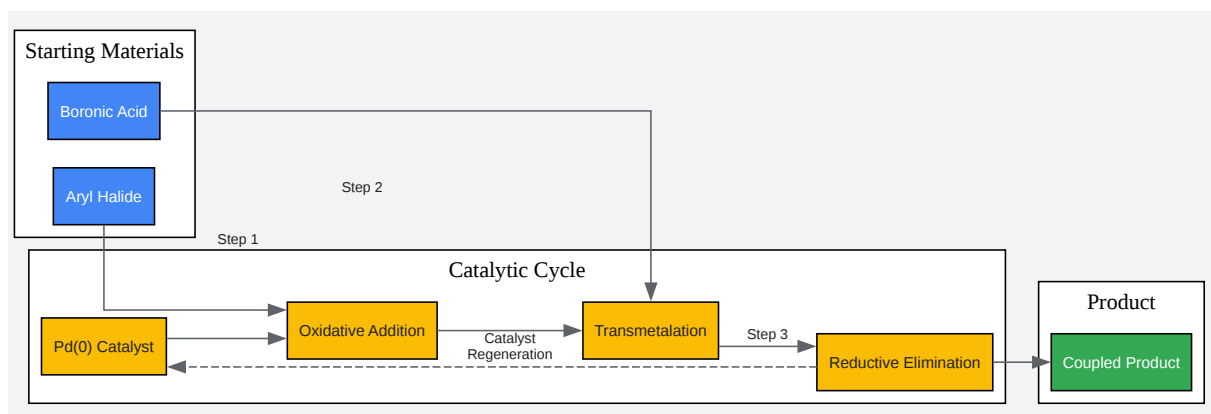 Starting Materials
Boronic Acid
Aryl Halide
Step 2
Step 1
Catalytic Cycle
Pd(0) Catalyst
Oxidative Addition
Catalyst
Regeneration
Transmetalation
Step 3
Reductive Elimination
Product
Coupled Product